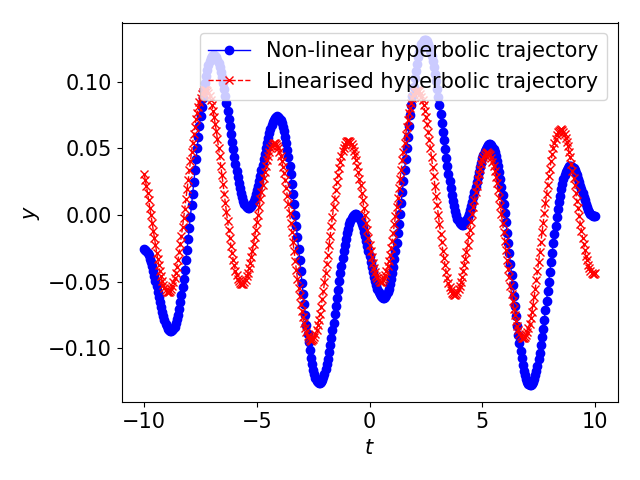 Non-linear hyperbolic trajectory
Linearised hyperbolic trajectory
0.10
0.05
0.00
−0.05
−0.10
y
−10
−5
0
5
10
t